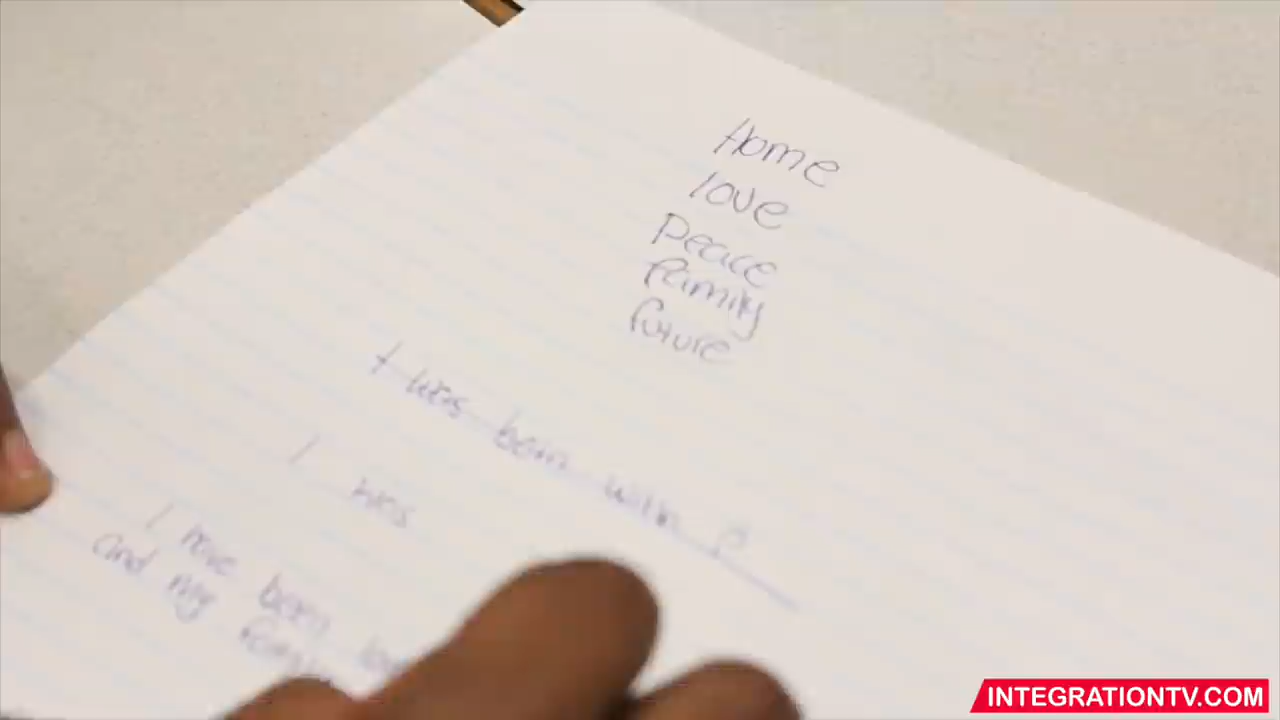 Home
love
Peace
family
future
I was born with
I was
I have been
and my
INTEGRATIONTV.COM